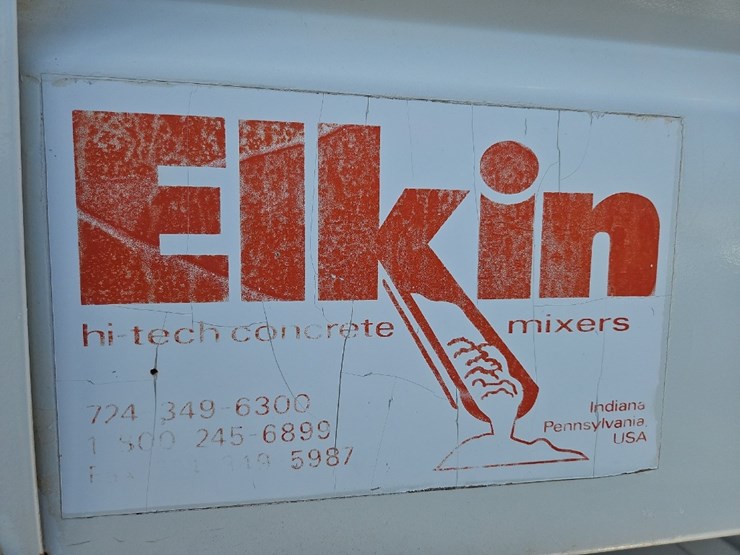 Elkin
hi-tech concrete mixers
724 349-6300
1 800 245-6899
5987
Indiana
Pennsylvania
USA